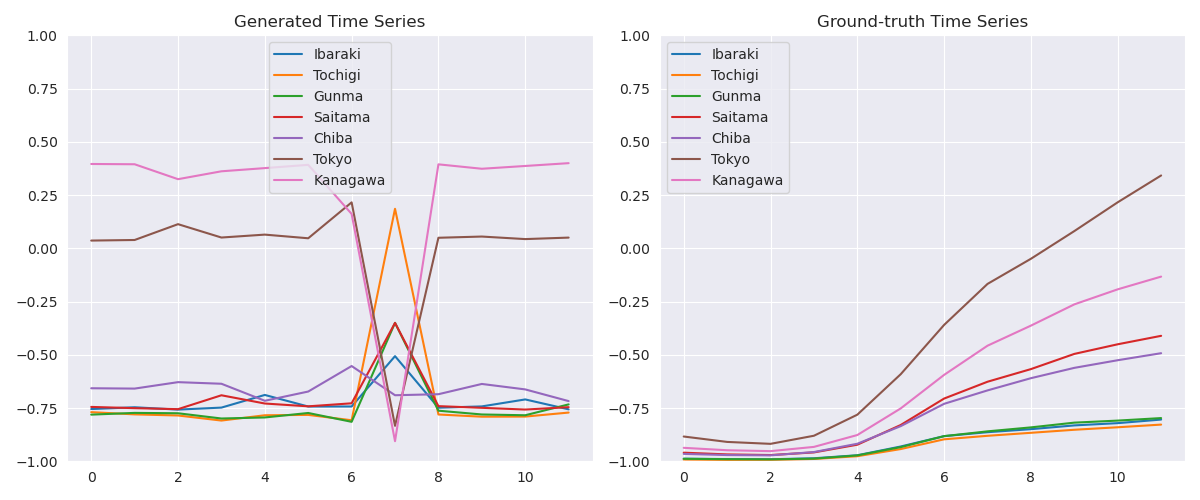 Generated Time Series
1.00
0.75
0.50
0.25
0.00
−0.25
−0.50
−0.75
−1.00
0 2 4 6 8 10
Ibaraki
Tochigi
Gunma
Saitama
Chiba
Tokyo
Kanagawa
Ground-truth Time Series
1.00
0.75
0.50
0.25
0.00
−0.25
−0.50
−0.75
−1.00
0 2 4 6 8 10
Ibaraki
Tochigi
Gunma
Saitama
Chiba
Tokyo
Kanagawa